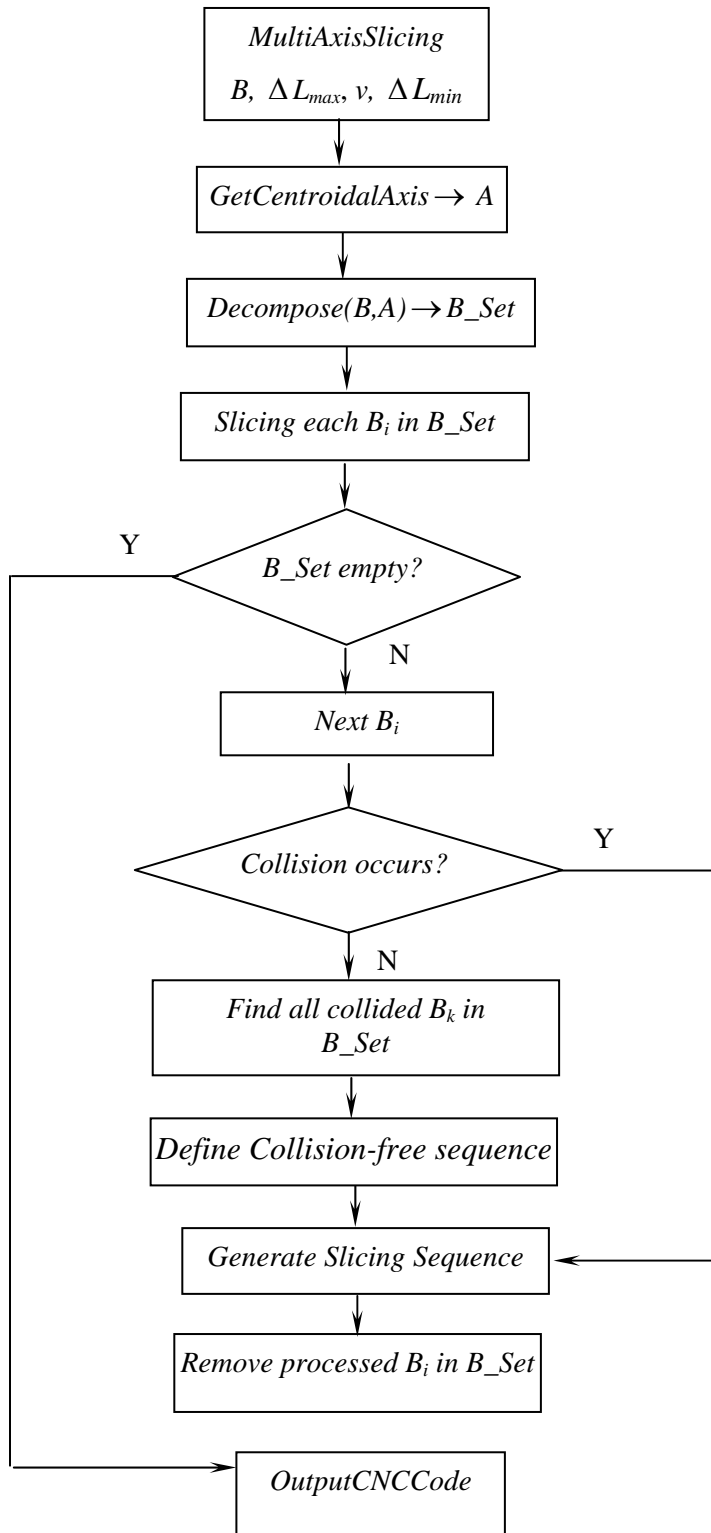 MultiAxisSlicing
B, ΔLmax, v, ΔLmin
GetCentroidalAxis → A
Decompose(B,A) → B_Set
Slicing each Bi in B_Set
Y
B_Set empty?
N
Next Bi
Y
Collision occurs?
N
Find all collided Bk in
B_Set
Define Collision-free sequence
Generate Slicing Sequence
Remove processed Bi in B_Set
OutputCNCCode